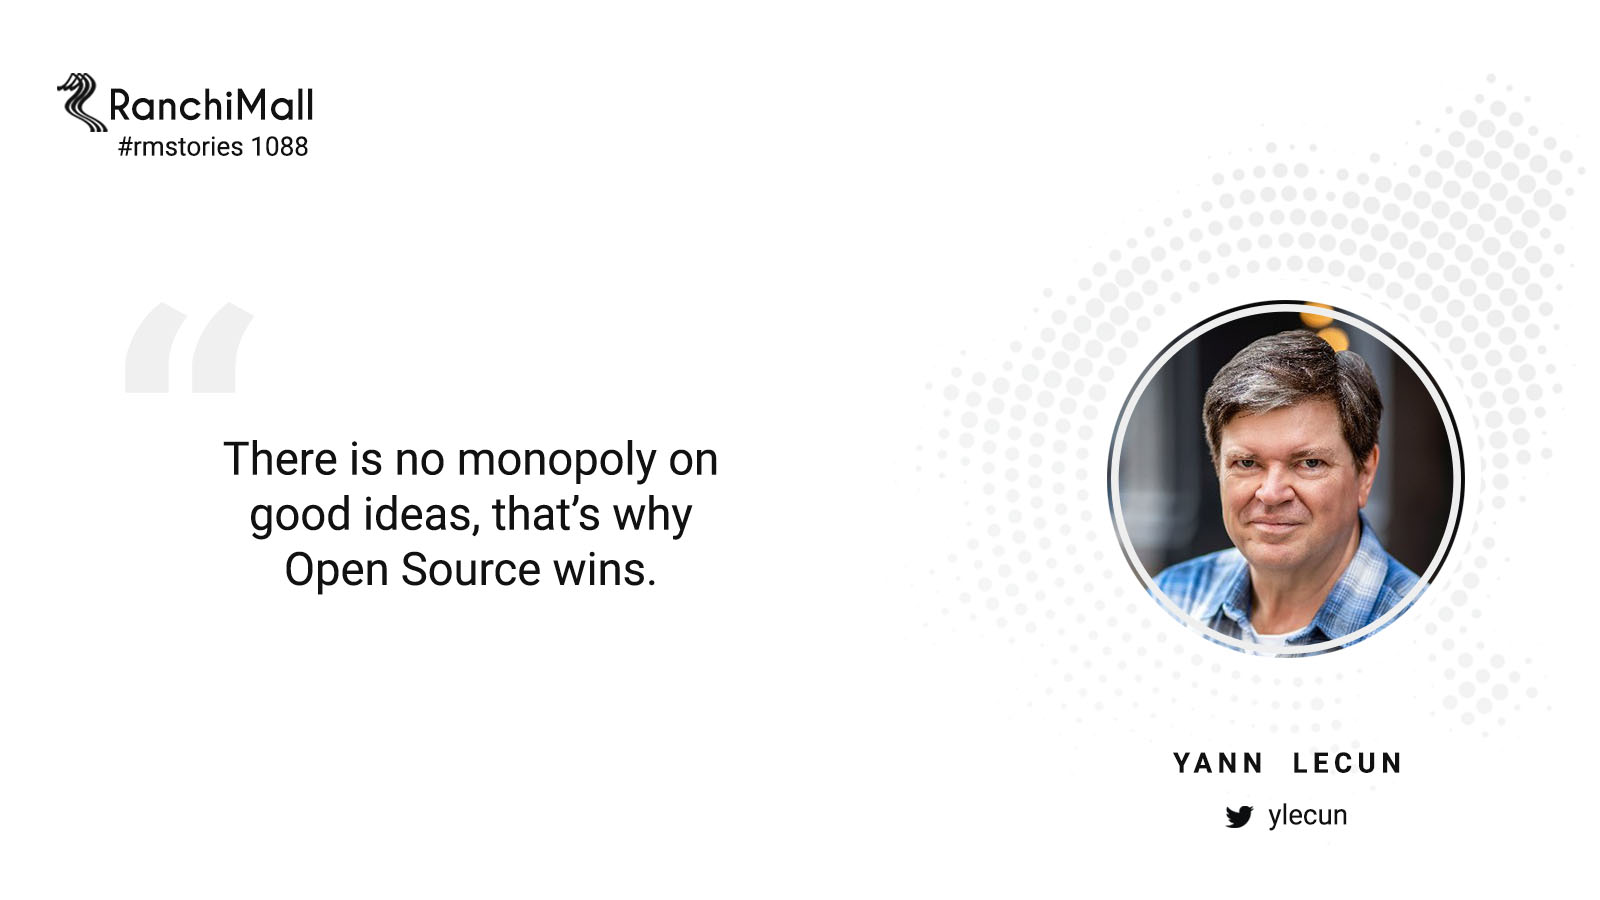 RanchiMall
#rmstories 1088
“
There is no monopoly on
good ideas, that’s why
Open Source wins.
YANN LECUN
ylecun